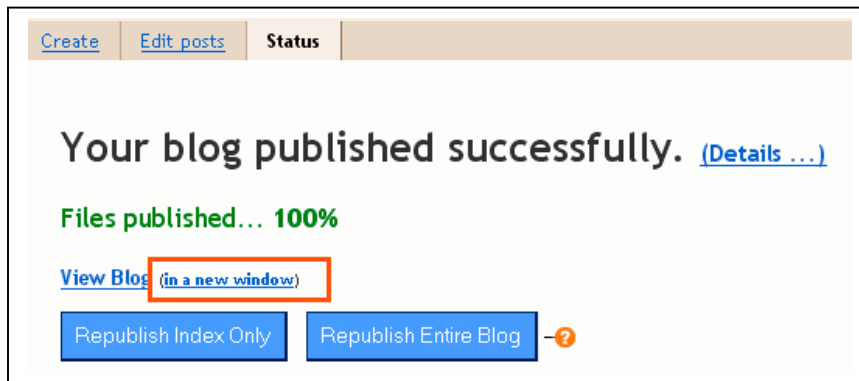 Create Edit posts Status
Your blog published successfully. (Details ...)
Files published... 100%
View Blog (in a new window)
Republish Index Only Republish Entire Blog ?